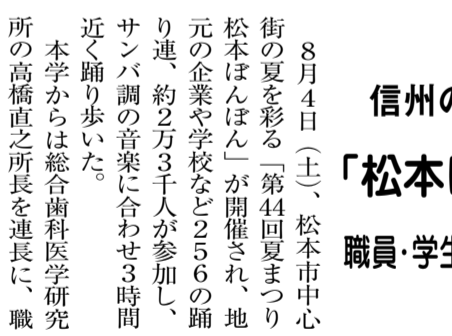 信州の
「松本
職員・学生
８月４日（土）、松本市中心
街の夏を彩る「第44回夏まつり
松本ぼんぼん」が開催され、地
元の企業や学校など２５６の踊
り連、約２万３千人が参加し、
サンバ調の音楽に合わせ３時間
近く踊り歩いた。
本学からは総合歯科医学研究
所の高橋直之所長を連長に、職